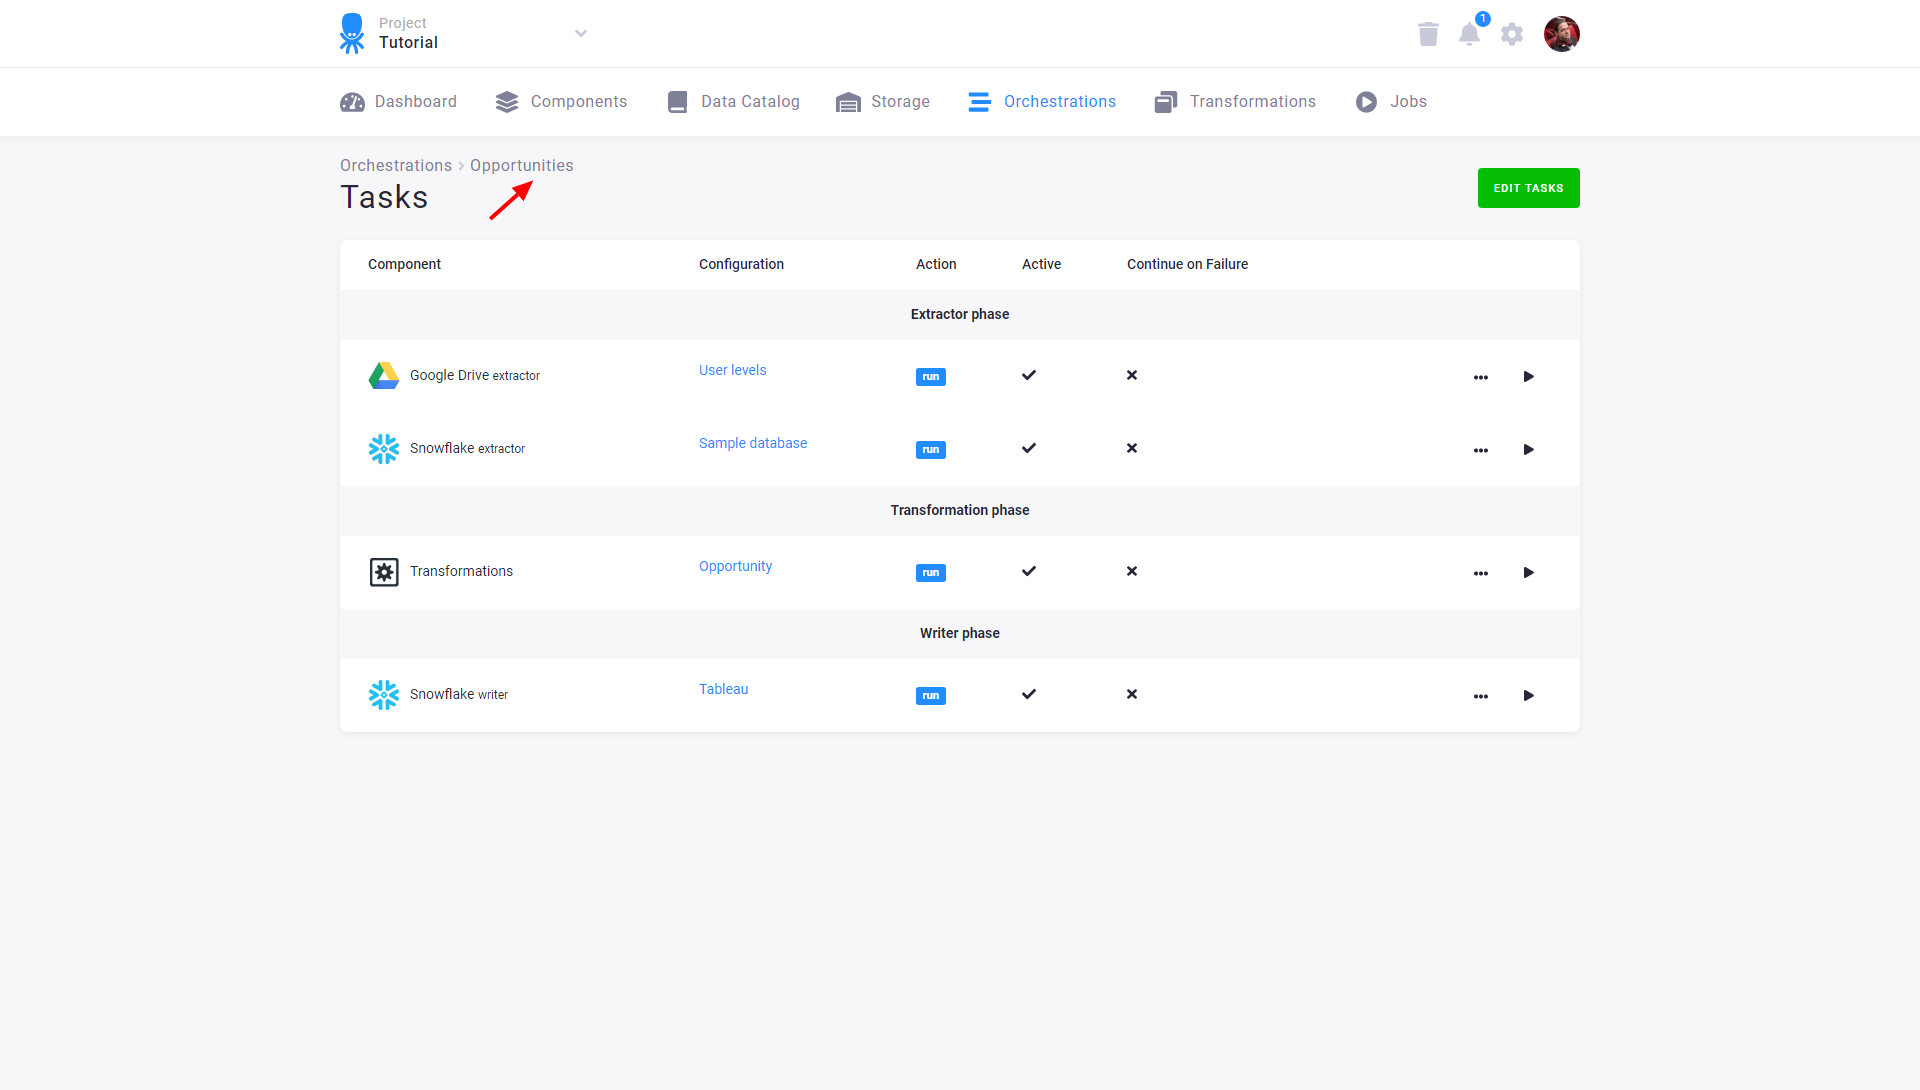 Project
Tutorial
1
Dashboard Components Data Catalog Storage Orchestrations Transformations Jobs
Orchestrations > Opportunities
Tasks
EDIT TASKS
Component Configuration Action Active Continue on Failure
Extractor phase
Google Drive extractor User levels run
Snowflake extractor Sample database run
Transformation phase
Transformations Opportunity run
Writer phase
Snowflake writer Tableau run